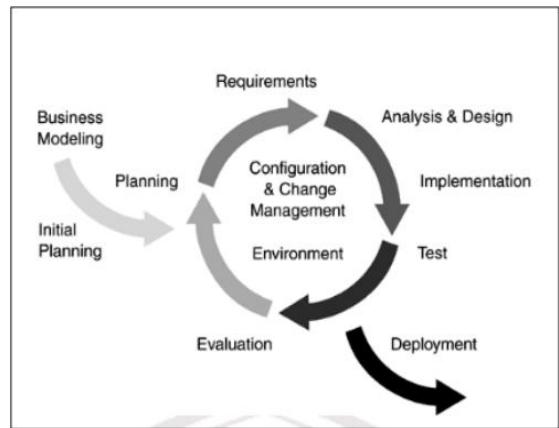 Requirements
Business
Modeling
Analysis & Design
Planning
Configuration
& Change
Management
Implementation
Initial
Planning
Environment
Test
Evaluation
Deployment